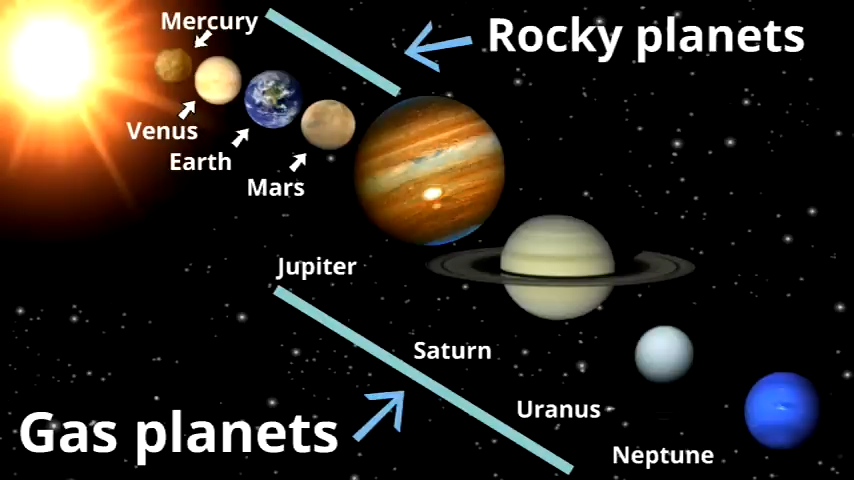 Mercury
Rocky planets
Venus
Earth
Mars
Jupiter
Saturn
Uranus
Gas planets
Neptune